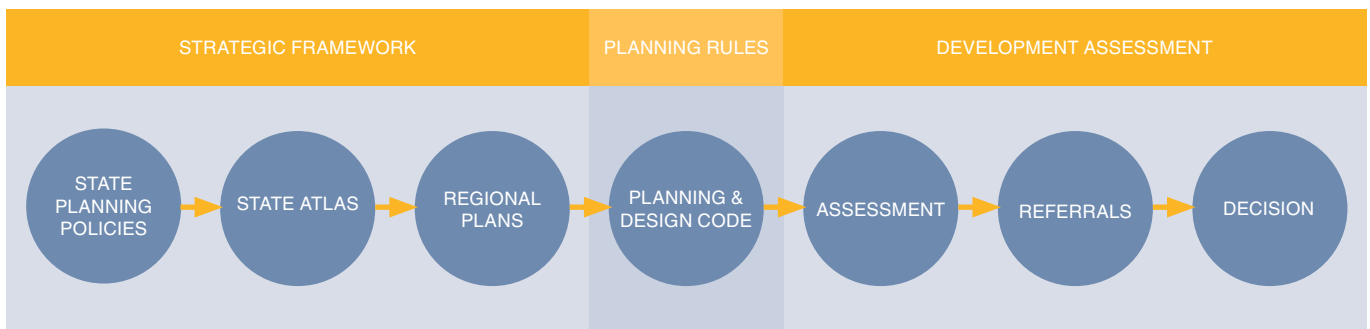 STRATEGIC FRAMEWORK
PLANNING RULES
DEVELOPMENT ASSESSMENT
STATE
PLANNING
POLICIES
STATE ATLAS
REGIONAL
PLANS
PLANNING &
DESIGN CODE
ASSESSMENT
REFERRALS
DECISION